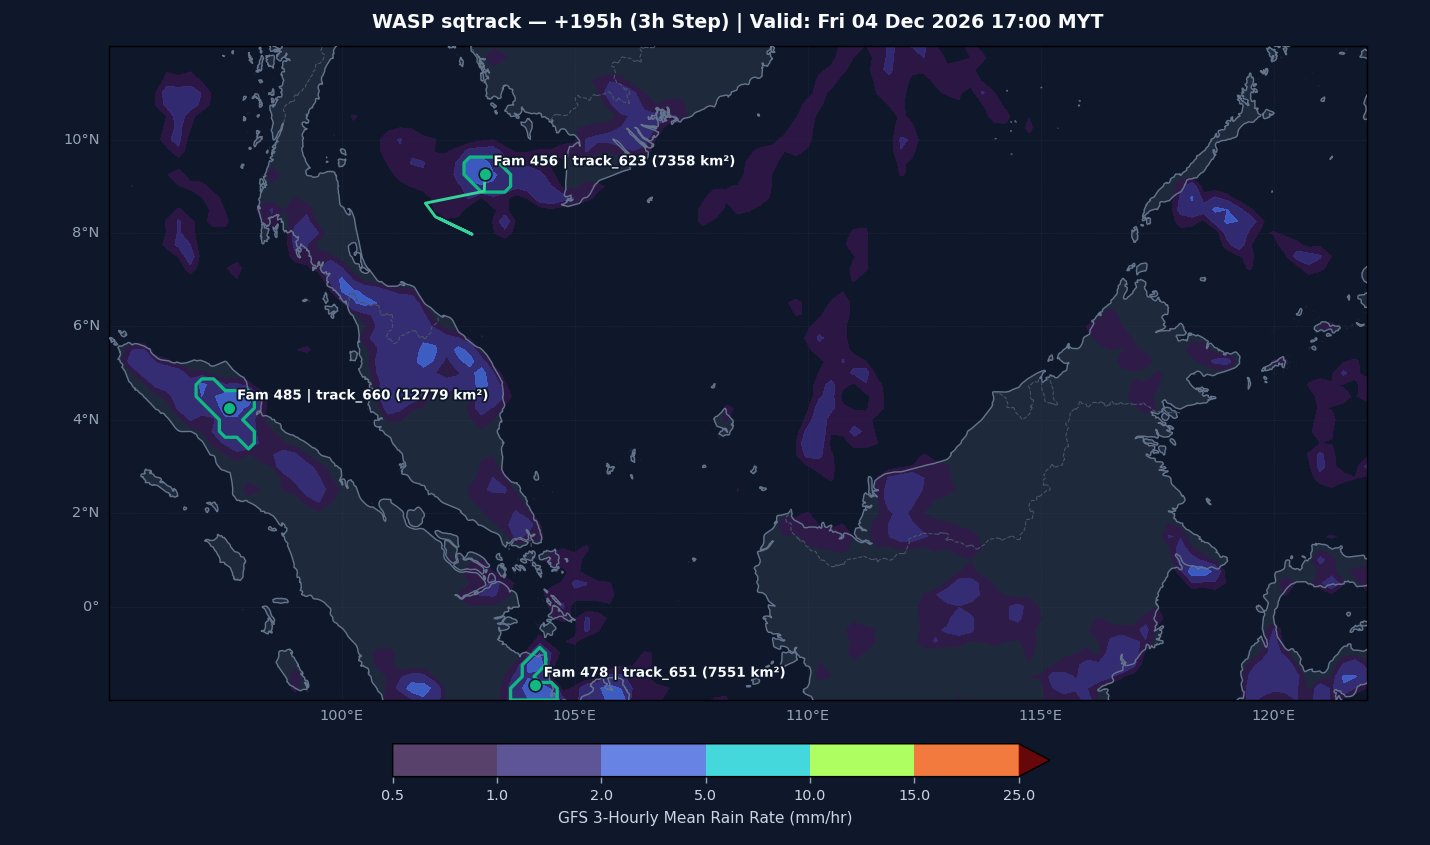 WASP sqtrack — +195h (3h Step) | Valid: Fri 04 Dec 2026 17:00 MYT
10°N
Fam 456 | track_623 (7358 km²)
8°N
6°N
Fam 485 | track_660 (12779 km²)
4°N
2°N
0°
Fam 478 | track_651 (7551 km²)
100°E 105°E 110°E 115°E 120°E
0.5 1.0 2.0 5.0 10.0 15.0 25.0
GFS 3-Hourly Mean Rain Rate (mm/hr)